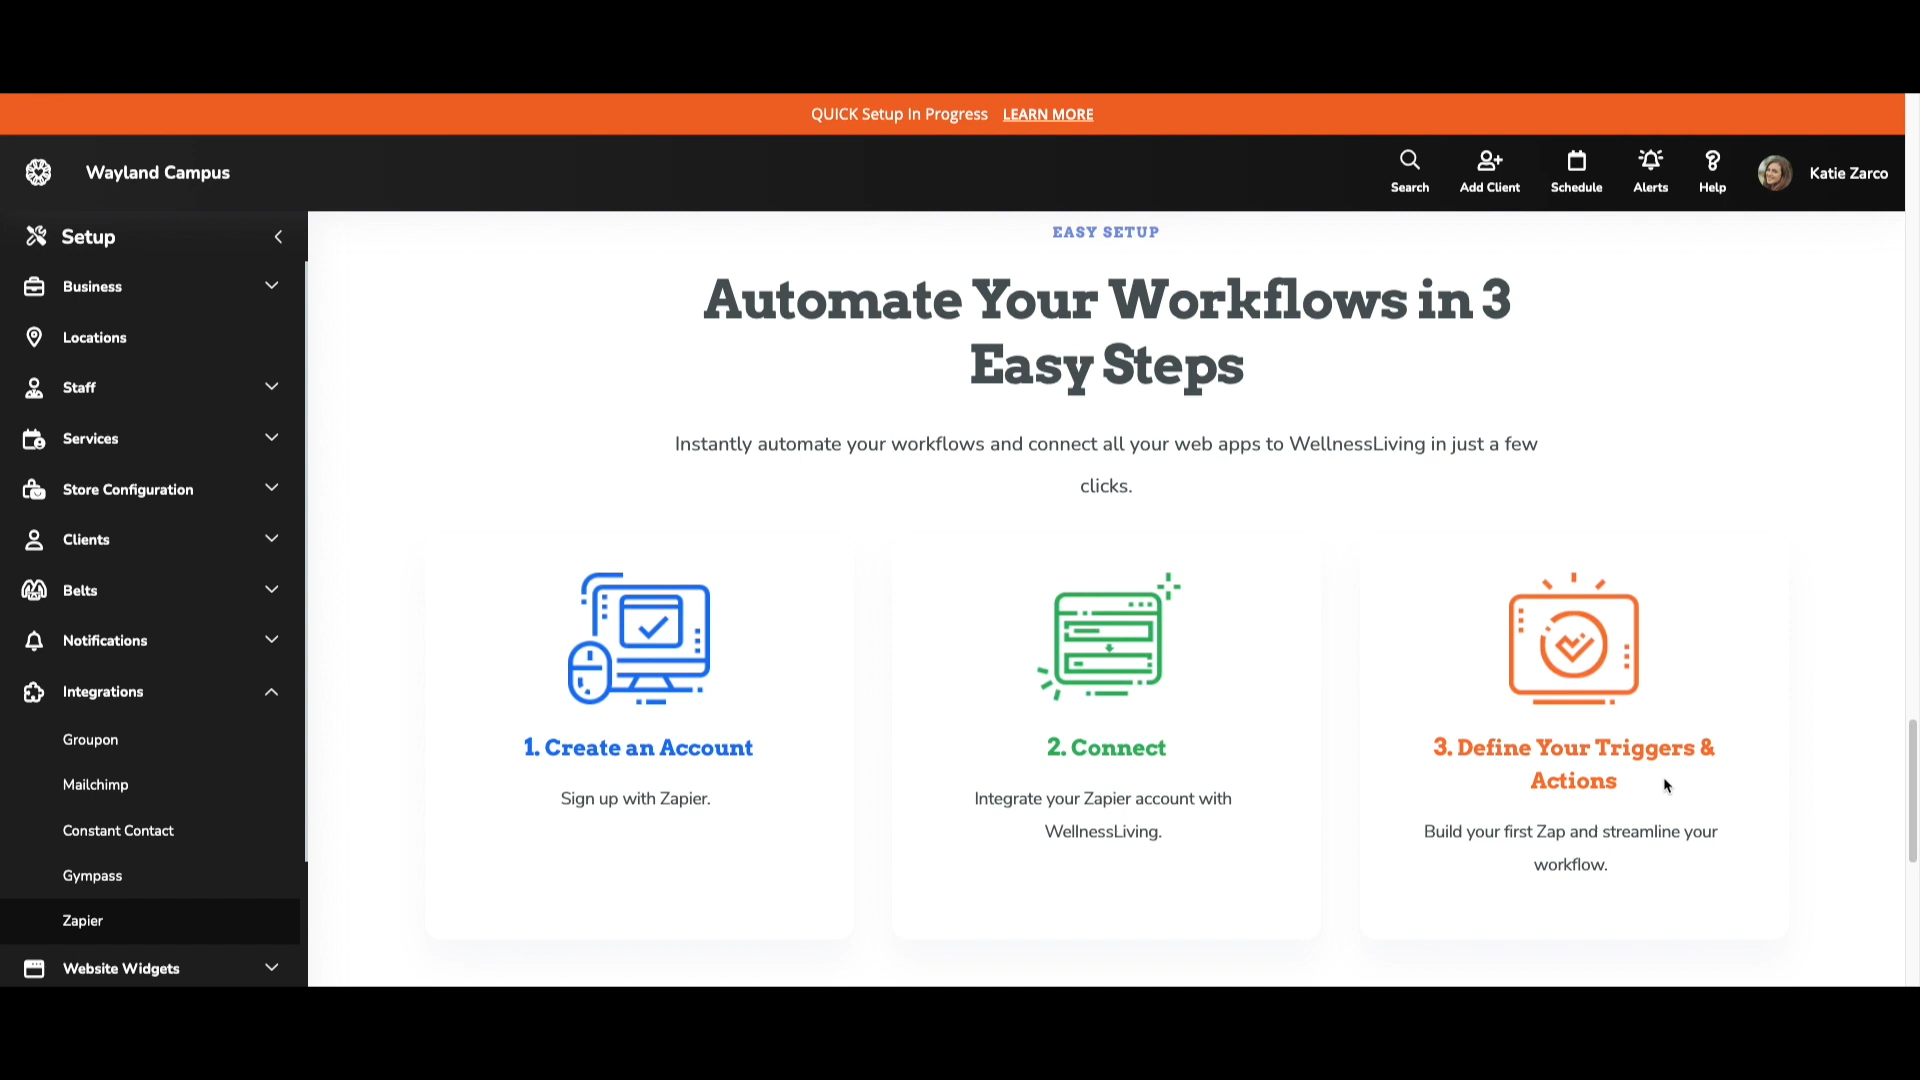 QUICK Setup In Progress LEARN MORE
Wayland Campus
Search
Add Client
Schedule
Alerts
Help
Katie Zarco
Setup
Business
Locations
Staff
Services
Store Configuration
Clients
Belts
Notifications
Integrations
Groupon
Mailchimp
Constant Contact
Gympass
Zapier
Website Widgets
EASY SETUP
Automate Your Workflows in 3
Easy Steps
Instantly automate your workflows and connect all your web apps to WellnessLiving in just a few
clicks.
1. Create an Account
Sign up with Zapier.
2. Connect
Integrate your Zapier account with
WellnessLiving.
3. Define Your Triggers &
Actions
Build your first Zap and streamline your
workflow.